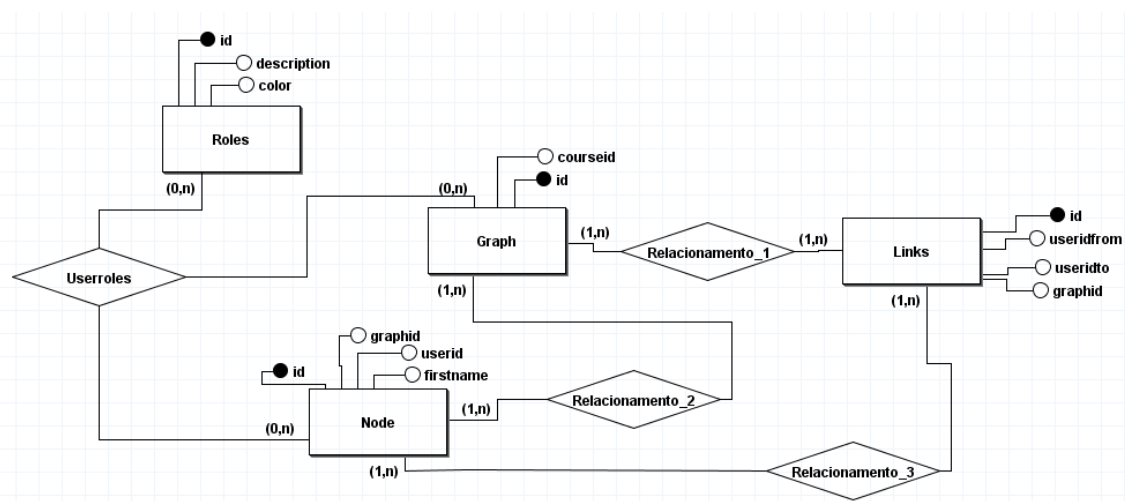 id
description
color
Roles
(0,n)
Userroles
(0,n)
courseid
id
Graph
(1,n)
Relacionamento_1
(1,n)
Links
id
useridfrom
useridto
graphid
(1,n)
(1,n)
graphid
userid
firstname
id
Node
(1,n)
Relacionamento_2
(0,n)
(1,n)
Relacionamento_3